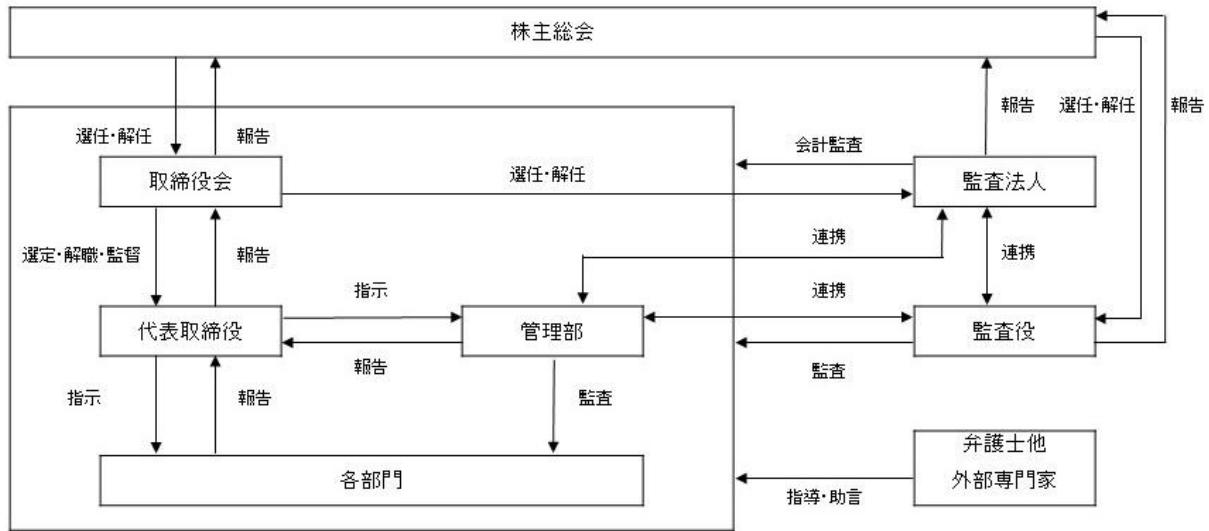 株主総会
選任・解任
報告
報告
選任・解任
報告
会計監査
取締役会
選任・解任
監査法人
選定・解職・監督
報告
連携
連携
指示
連携
代表取締役
管理部
監査役
報告
監査
指示
報告
監査
弁護士他
外部専門家
各部門
指導・助言